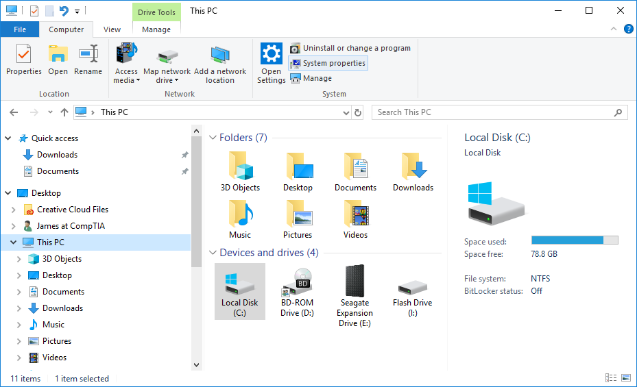 Drive Tools
This PC
File
Computer
View
Manage
Properties
Open
Rename
Access media
Map network drive
Add a network location
Open Settings
Uninstall or change a program
System properties
Manage
Location
Network
System
This PC
Search This PC
Quick access
Downloads
Documents
Desktop
Creative Cloud Files
James at CompTIA
This PC
3D Objects
Desktop
Documents
Downloads
Music
Pictures
Videos
Folders (7)
3D Objects
Desktop
Documents
Downloads
Music
Pictures
Videos
Devices and drives (4)
Local Disk
(C:)
BD
BD-ROM
Drive (D:)
Seagate
Expansion
Drive (E:)
Flash Drive
(I:)
Local Disk (C:)
Local Disk
Space used:
Space free: 78.8 GB
File system: NTFS
BitLocker status: Off
11 items
1 item selected